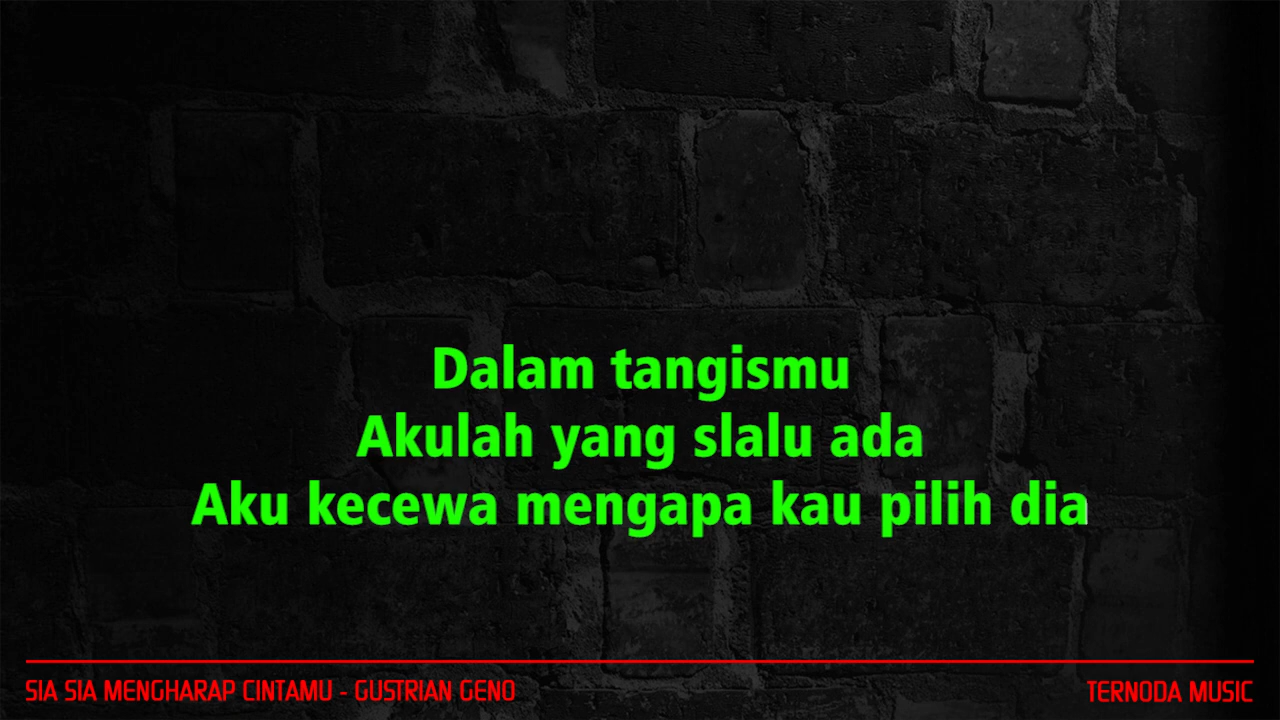 Dalam tangismu
Akulah yang slalu ada
Aku kecewa mengapa kau pilih dia
SIA SIA MENGHARAP CINTAMU - GUSTRIAN GENO
TERNODA MUSIC